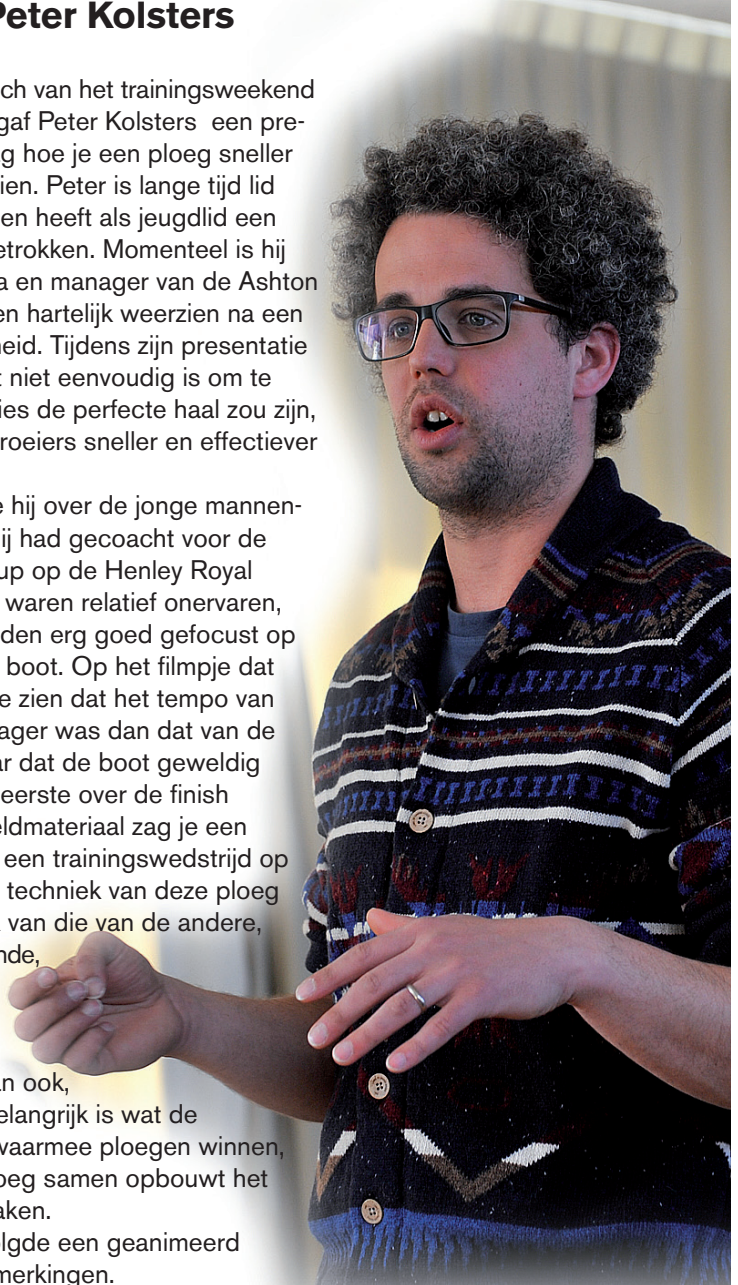 Peter Kolsters
ch van het trainingsweekend
gaf Peter Kolsters een pre-
g hoe je een ploeg sneller
ien. Peter is lange tijd lid
en heeft als jeugdlid een
etrokken. Momenteel is hij
a en manager van de Ashton
en hartelijk weerzien na een
heid. Tijdens zijn presentatie
t niet eenvoudig is om te
ies de perfecte haal zou zijn,
roeiers sneller en effectiever
e hij over de jonge mannen-
ij had gecoacht voor de
up op de Henley Royal
waren relatief onervaren,
den erg goed gefocust op
boot. Op het filmpje dat
e zien dat het tempo van
ager was dan dat van de
ar dat de boot geweldig
eerste over de finish
eldmateriaal zag je een
een trainingswedstrijd op
techniek van deze ploeg
van die van de andere,
nde,
an ook,
elangrijk is wat de
waarmee ploegen winnen,
oeg samen opbouwt het
aken.
olgde een geanimeerd
merkingen.